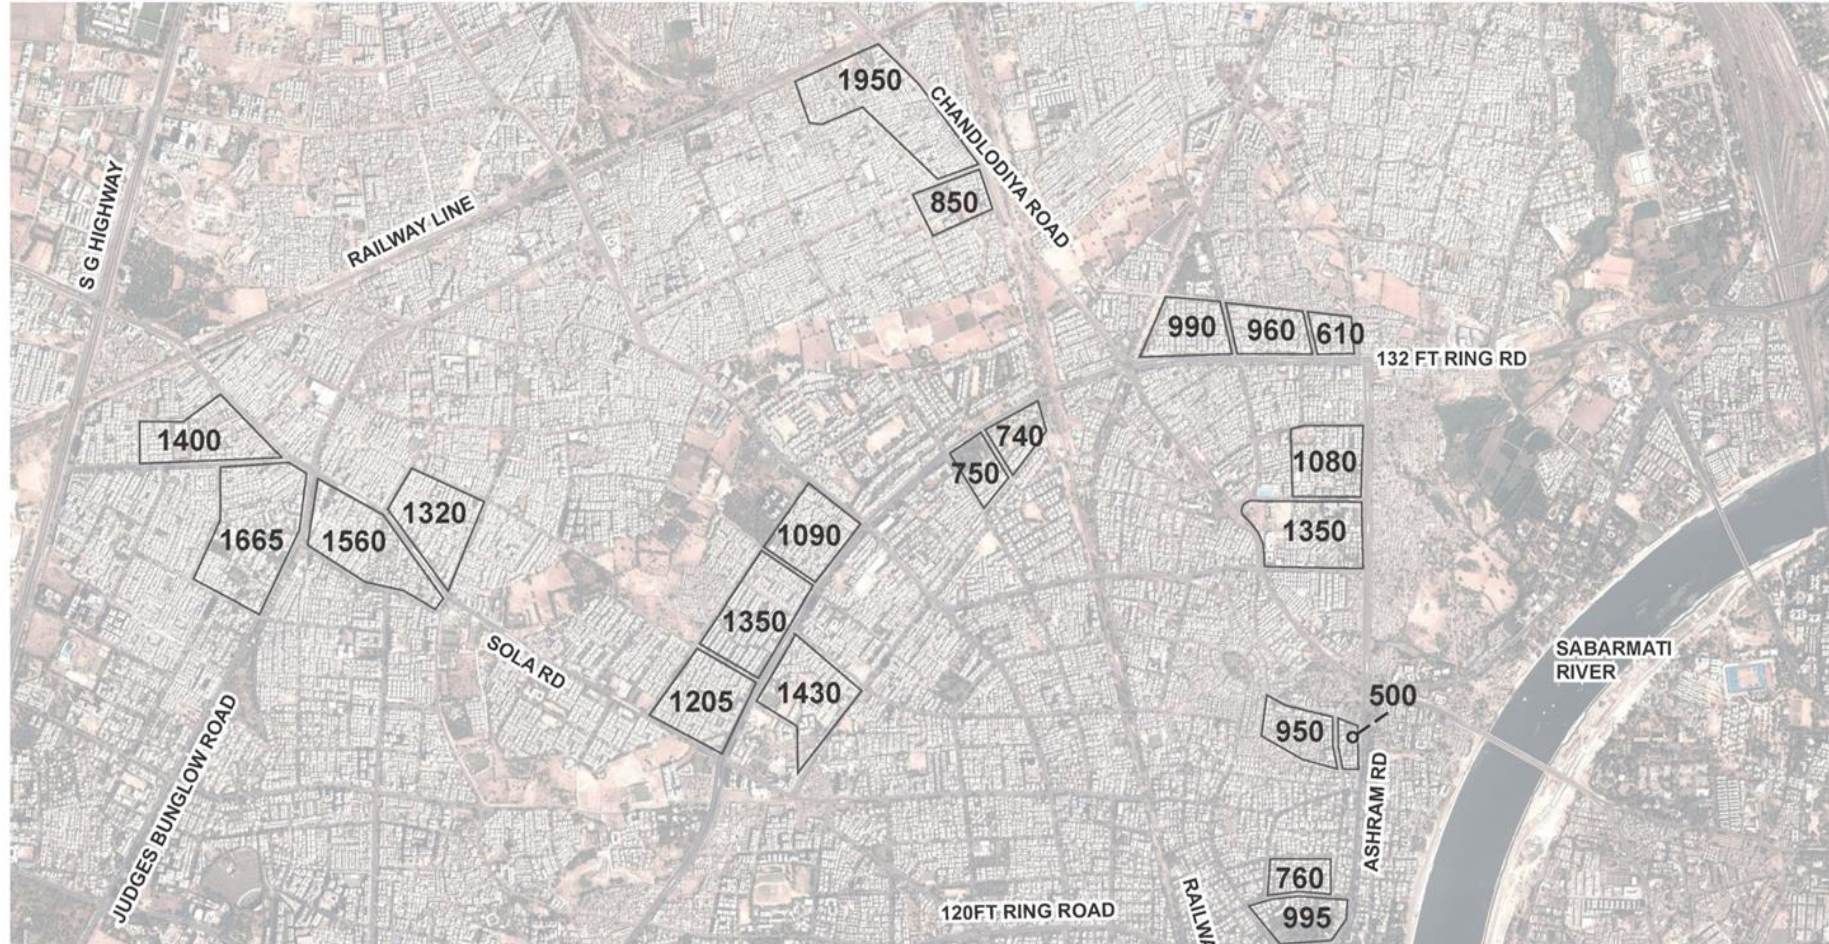 1950
CHANDLODIYA ROAD
850
S G HIGHWAY
RAILWAY LINE
990
960
610
132 FT RING RD
1400
740
750
1080
1320
1665
1560
1090
1350
1350
SOLA RD
1205
1430
SABARMATI
RIVER
500
950
JUDGES BUNGLOW ROAD
ASHRAM RD
760
120FT RING ROAD
RAILWA
995